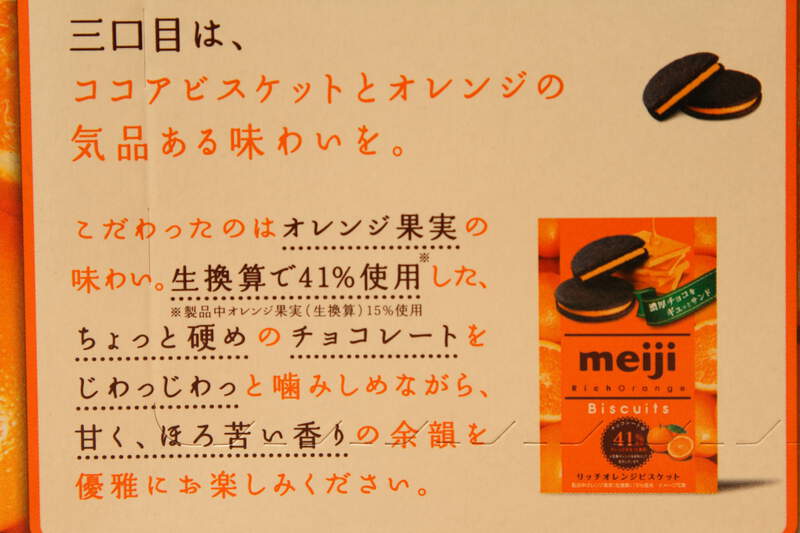 三口目は、
ココアビスケットとオレンジの
気品ある味わいを。
こだわったのはオレンジ果実の
味わい。生換算で41%使用※した、
※製品中オレンジ果実(生換算)15%使用
ちょっと硬めのチョコレートを
じわっじわっと噛みしめながら、
甘く、ほろ苦い香りの余韻を
優雅にお楽しみください。
濃厚チョコを
ギュッとサンド
meiji
RichOrange
Biscuits
41%
リッチオレンジビスケット